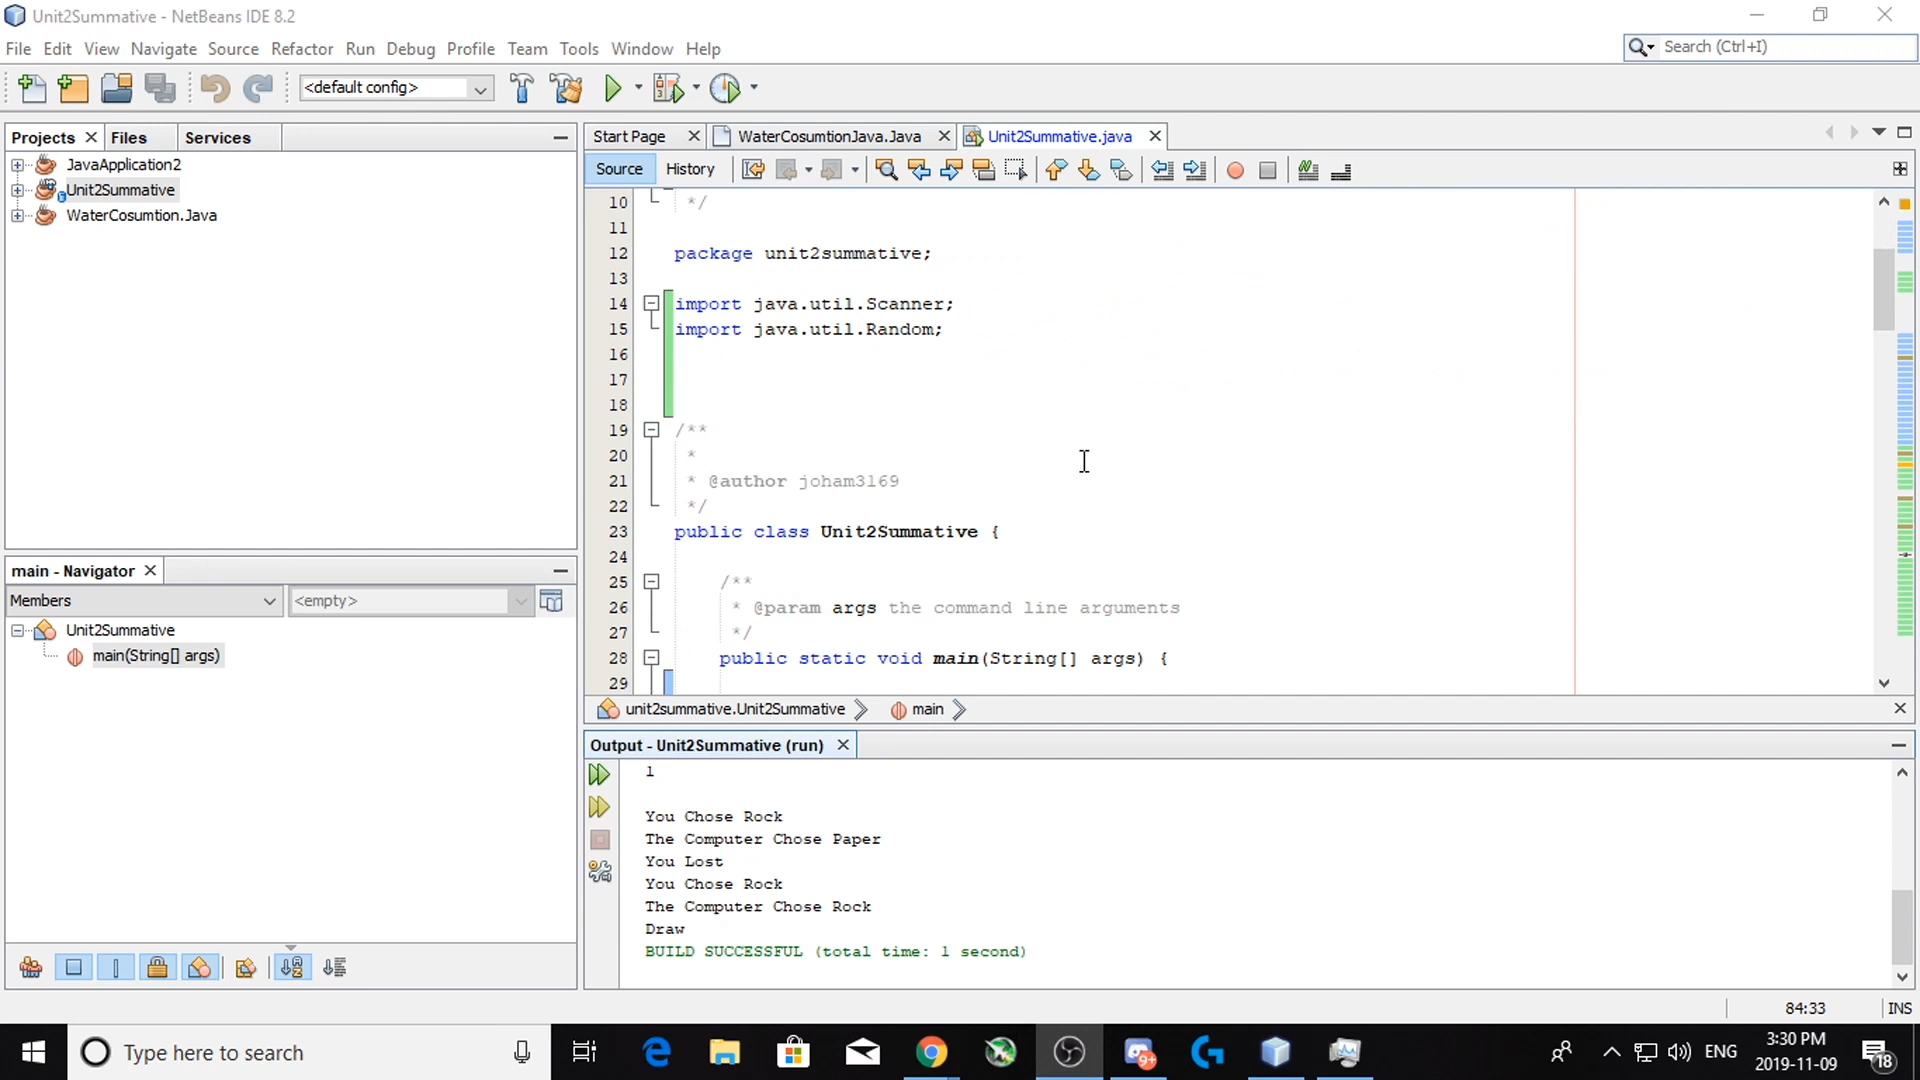 Unit2Summative - NetBeans IDE 8.2
File Edit View Navigate Source Refactor Run Debug Profile Team Tools Window Help
Search (Ctrl+I)
<default config>
Projects
Files
Services
JavaApplication2
Unit2Summative
WaterCosumtion.Java
main - Navigator
Members
<empty>
Unit2Summative
main(String[] args)
Start Page
WaterCosumtionJava.Java
Unit2Summative.java
Source
History
10 */
11
12 package unit2summative;
13
14 import java.util.Scanner;
15 import java.util.Random;
16
17
18
19 /**
20 *
21 * @author joham3169
22 */
23 public class Unit2Summative {
24
25 /**
26 * @param args the command line arguments
27 */
28 public static void main(String[] args) {
29
unit2summative.Unit2Summative
main
Output - Unit2Summative (run)
1
You Chose Rock
The Computer Chose Paper
You Lost
You Chose Rock
The Computer Chose Rock
Draw
BUILD SUCCESSFUL (total time: 1 second)
84:33
INS
Type here to search
9+
ENG
3:30 PM
2019-11-09
18